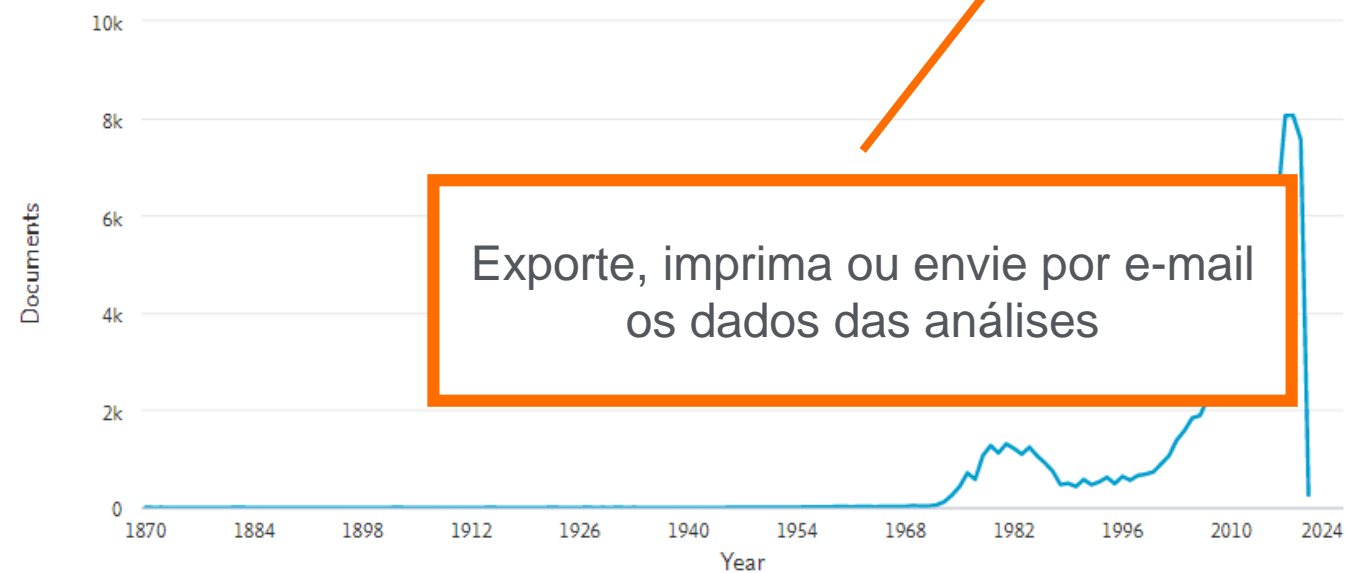 10k
8k
6k
4k
2k
0
Documents
Exporte, imprima ou envie por e-mail
os dados das análises
1870 1884 1898 1912 1926 1940 1954 1968 1982 1996 2010 2024
Year